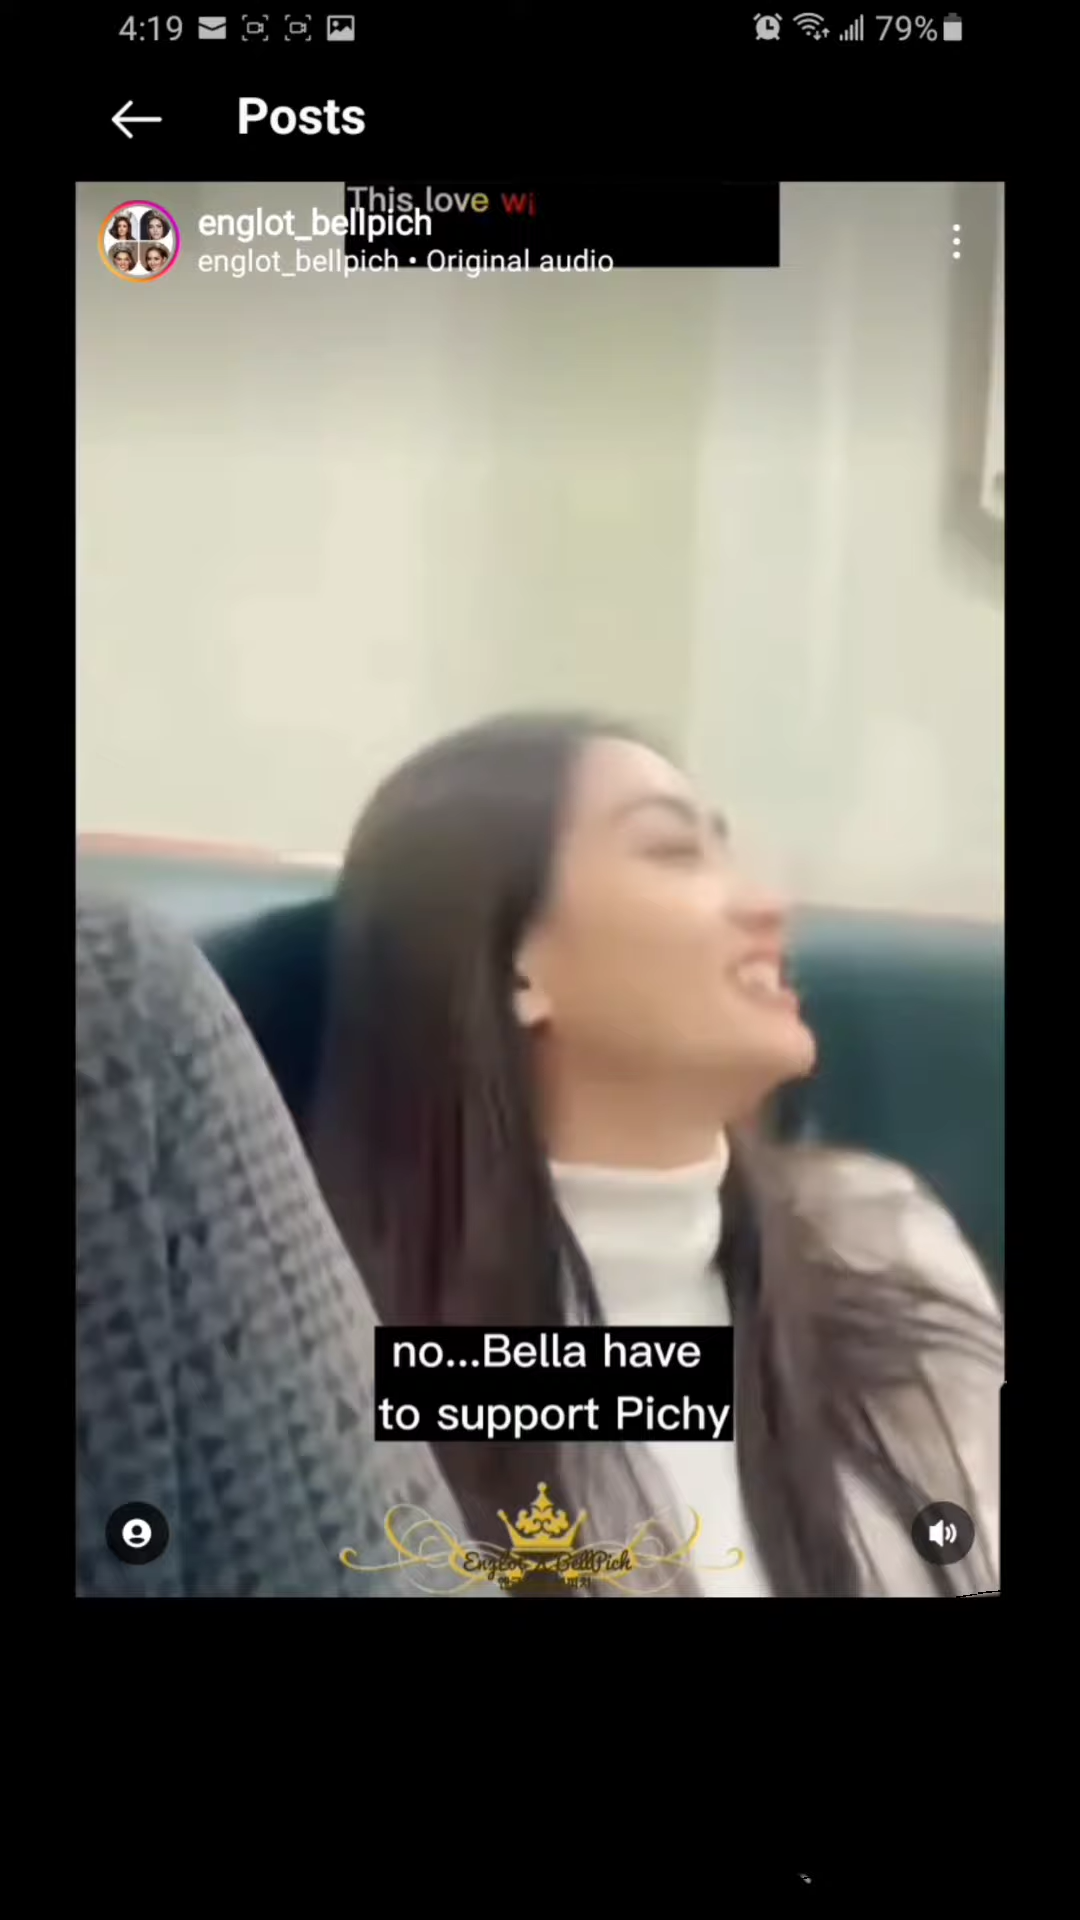 4:19
79%
Posts
This love wi
englot_bellpich
englot_bellpich • Original audio
no...Bella have
to support Pichy
Englot X BellPich